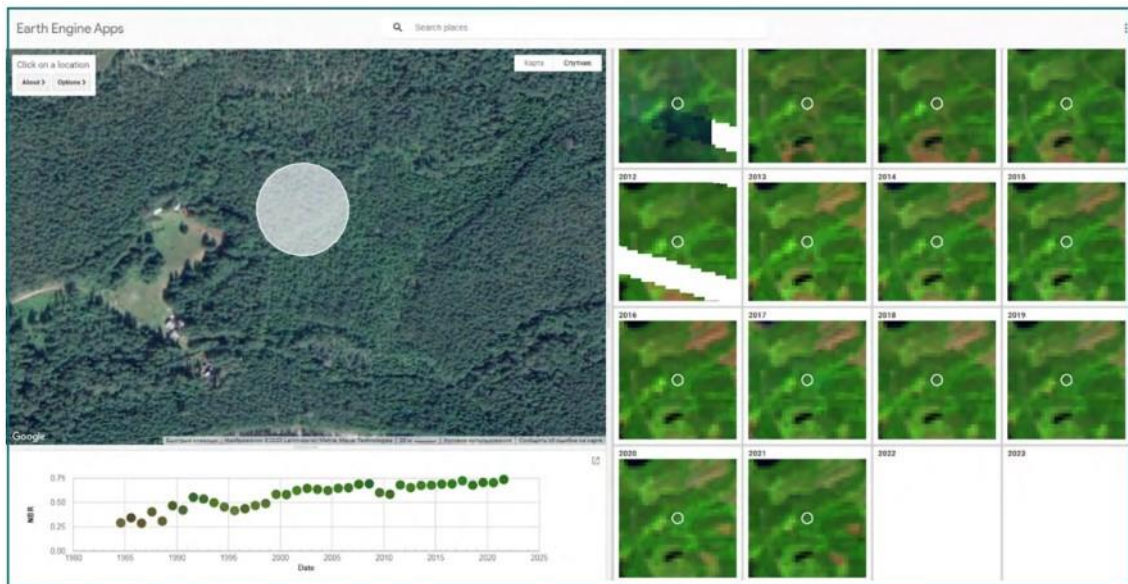 Earth Engine Apps
Search places
Click on a location
About Options
Карта Спутник
Google
2012 2013 2014 2015
2016 2017 2018 2019
2020 2021 2022 2023
NBR
0.75
0.50
0.25
0.00
1980 1985 1990 1995 2000 2005 2010 2015 2020 2025
Date